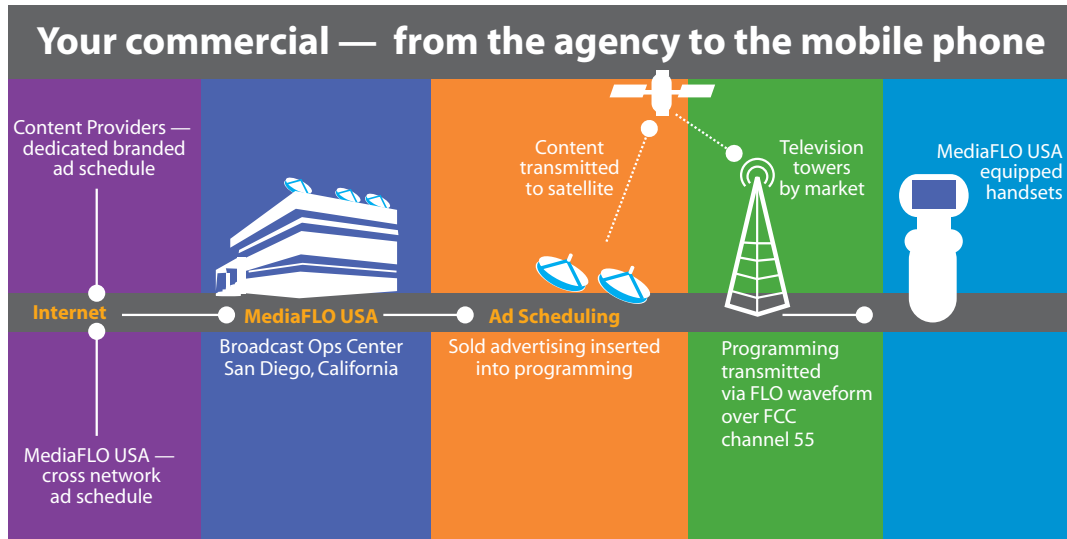 Your commercial — from the agency to the mobile phone
Content Providers —
dedicated branded
ad schedule
Internet
MediaFLO USA —
cross network
ad schedule
MediaFLO USA
Broadcast Ops Center
San Diego, California
Content
transmitted
to satellite
Ad Scheduling
Sold advertising inserted
into programming
Television
towers
by market
Programming
transmitted
via FLO waveform
over FCC
channel 55
MediaFLO USA
equipped
handsets